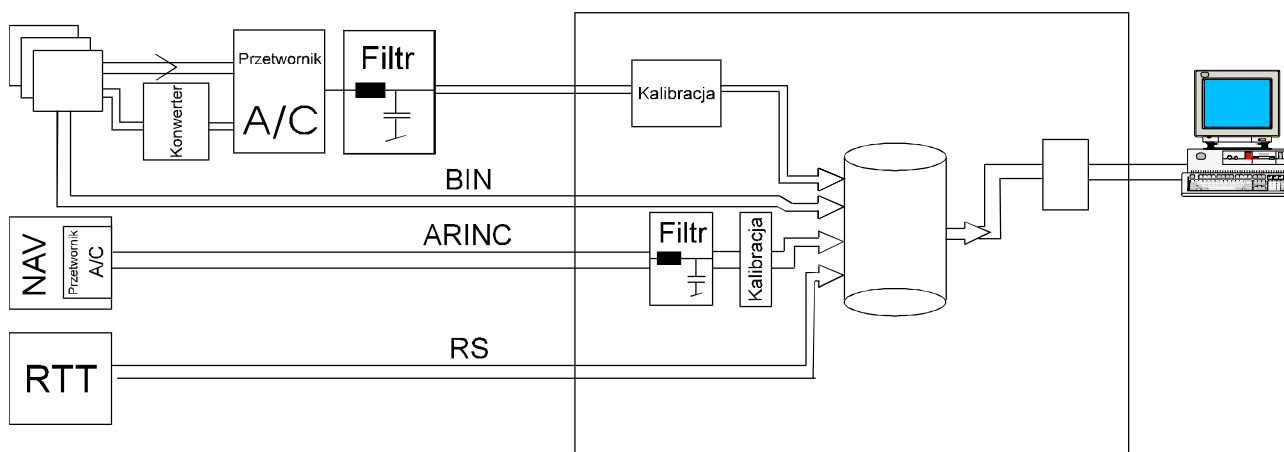 Przetwornik
A/C
Filtr
Konwerter
Kalibracja
BIN
NAV
Przetwornik
A/C
ARINC
Filtr
Kalibracja
RTT
RS